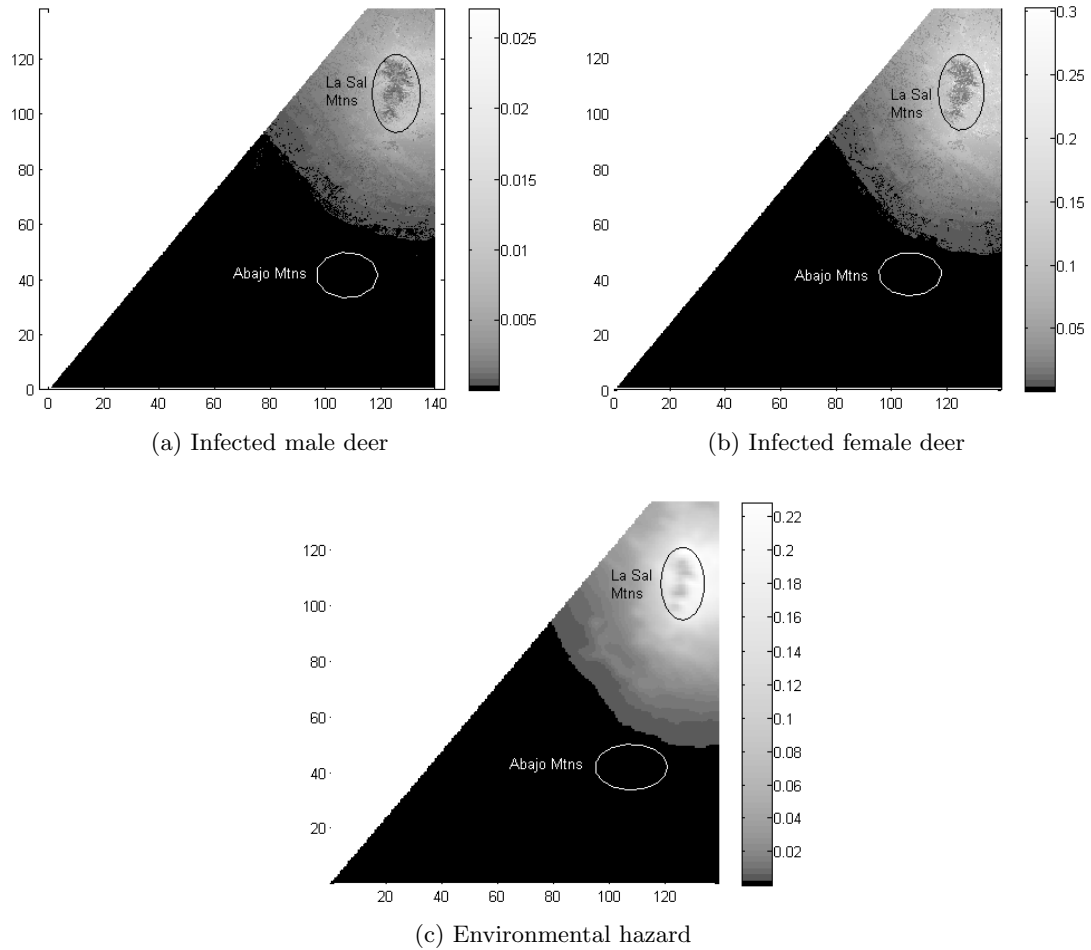 120
100
80
60
40
20
0
0 20 40 60 80 100 120 140
La Sal
Mtns
Abajo Mtns
0.025
0.02
0.015
0.01
0.005
(a) Infected male deer
120
100
80
60
40
20
0
0 20 40 60 80 100 120
La Sal
Mtns
Abajo Mtns
0.3
0.25
0.2
0.15
0.1
0.05
(b) Infected female deer
120
100
80
60
40
20
20 40 60 80 100 120
La Sal
Mtns
Abajo Mtns
0.22
0.2
0.18
0.16
0.14
0.12
0.1
0.08
0.06
0.04
0.02
(c) Environmental hazard